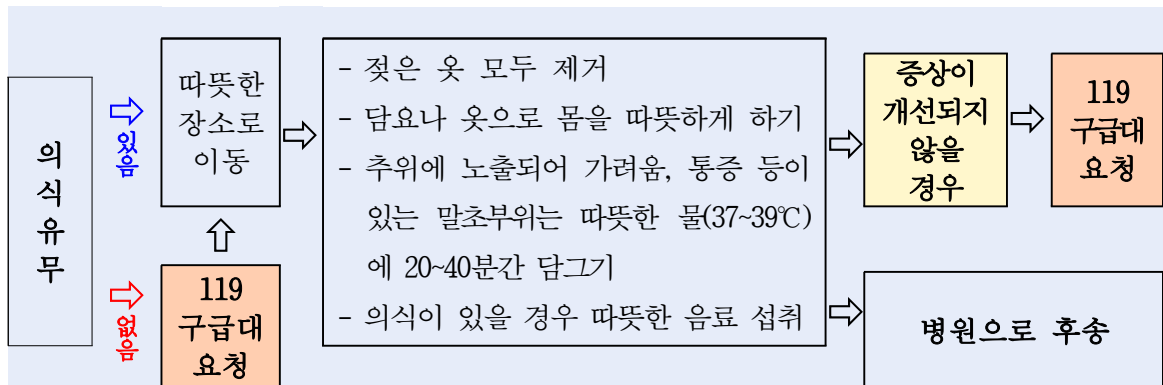 의
식
유
무
있음
따뜻한
장소로
이동
없음
119
구급대
요청
- 젖은 옷 모두 제거
- 담요나 옷으로 몸을 따뜻하게 하기
- 추위에 노출되어 가려움, 통증 등이
있는 말초부위는 따뜻한 물(37~39℃)
에 20~40분간 담그기
- 의식이 있을 경우 따뜻한 음료 섭취
증상이
개선되지
않을
경우
119
구급대
요청
병원으로 후송